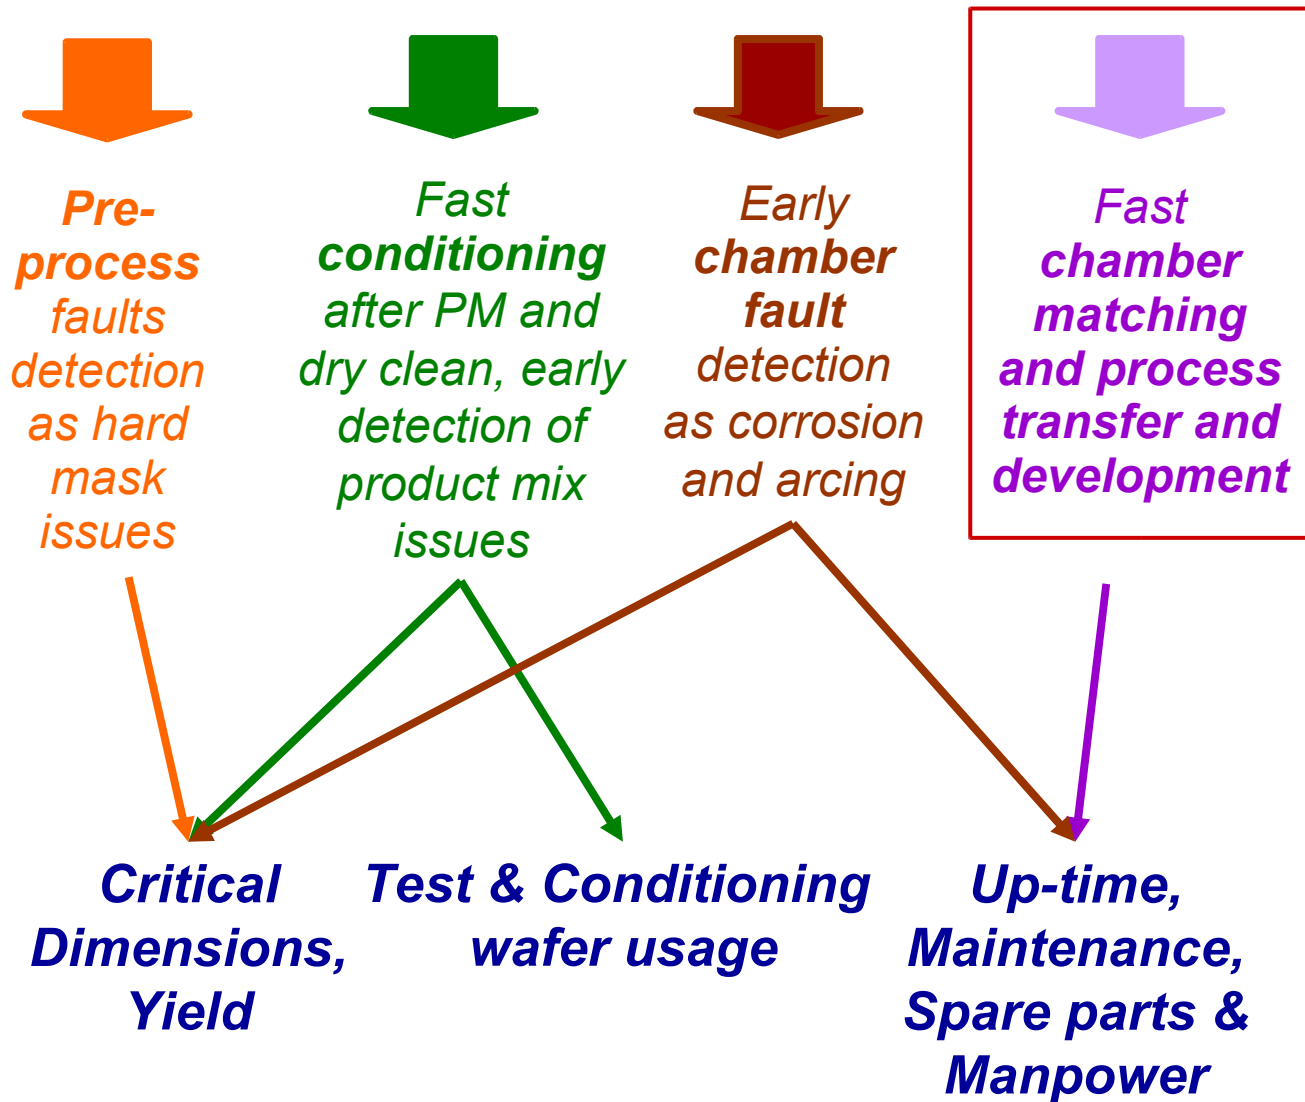 Pre-
process
faults
detection
as hard
mask
issues
Fast
conditioning
after PM and
dry clean, early
detection of
product mix
issues
Early
chamber
fault
detection
as corrosion
and arcing
Fast
chamber
matching
and process
transfer and
development
Critical
Dimensions,
Yield
Test & Conditioning
wafer usage
Up-time,
Maintenance,
Spare parts &
Manpower